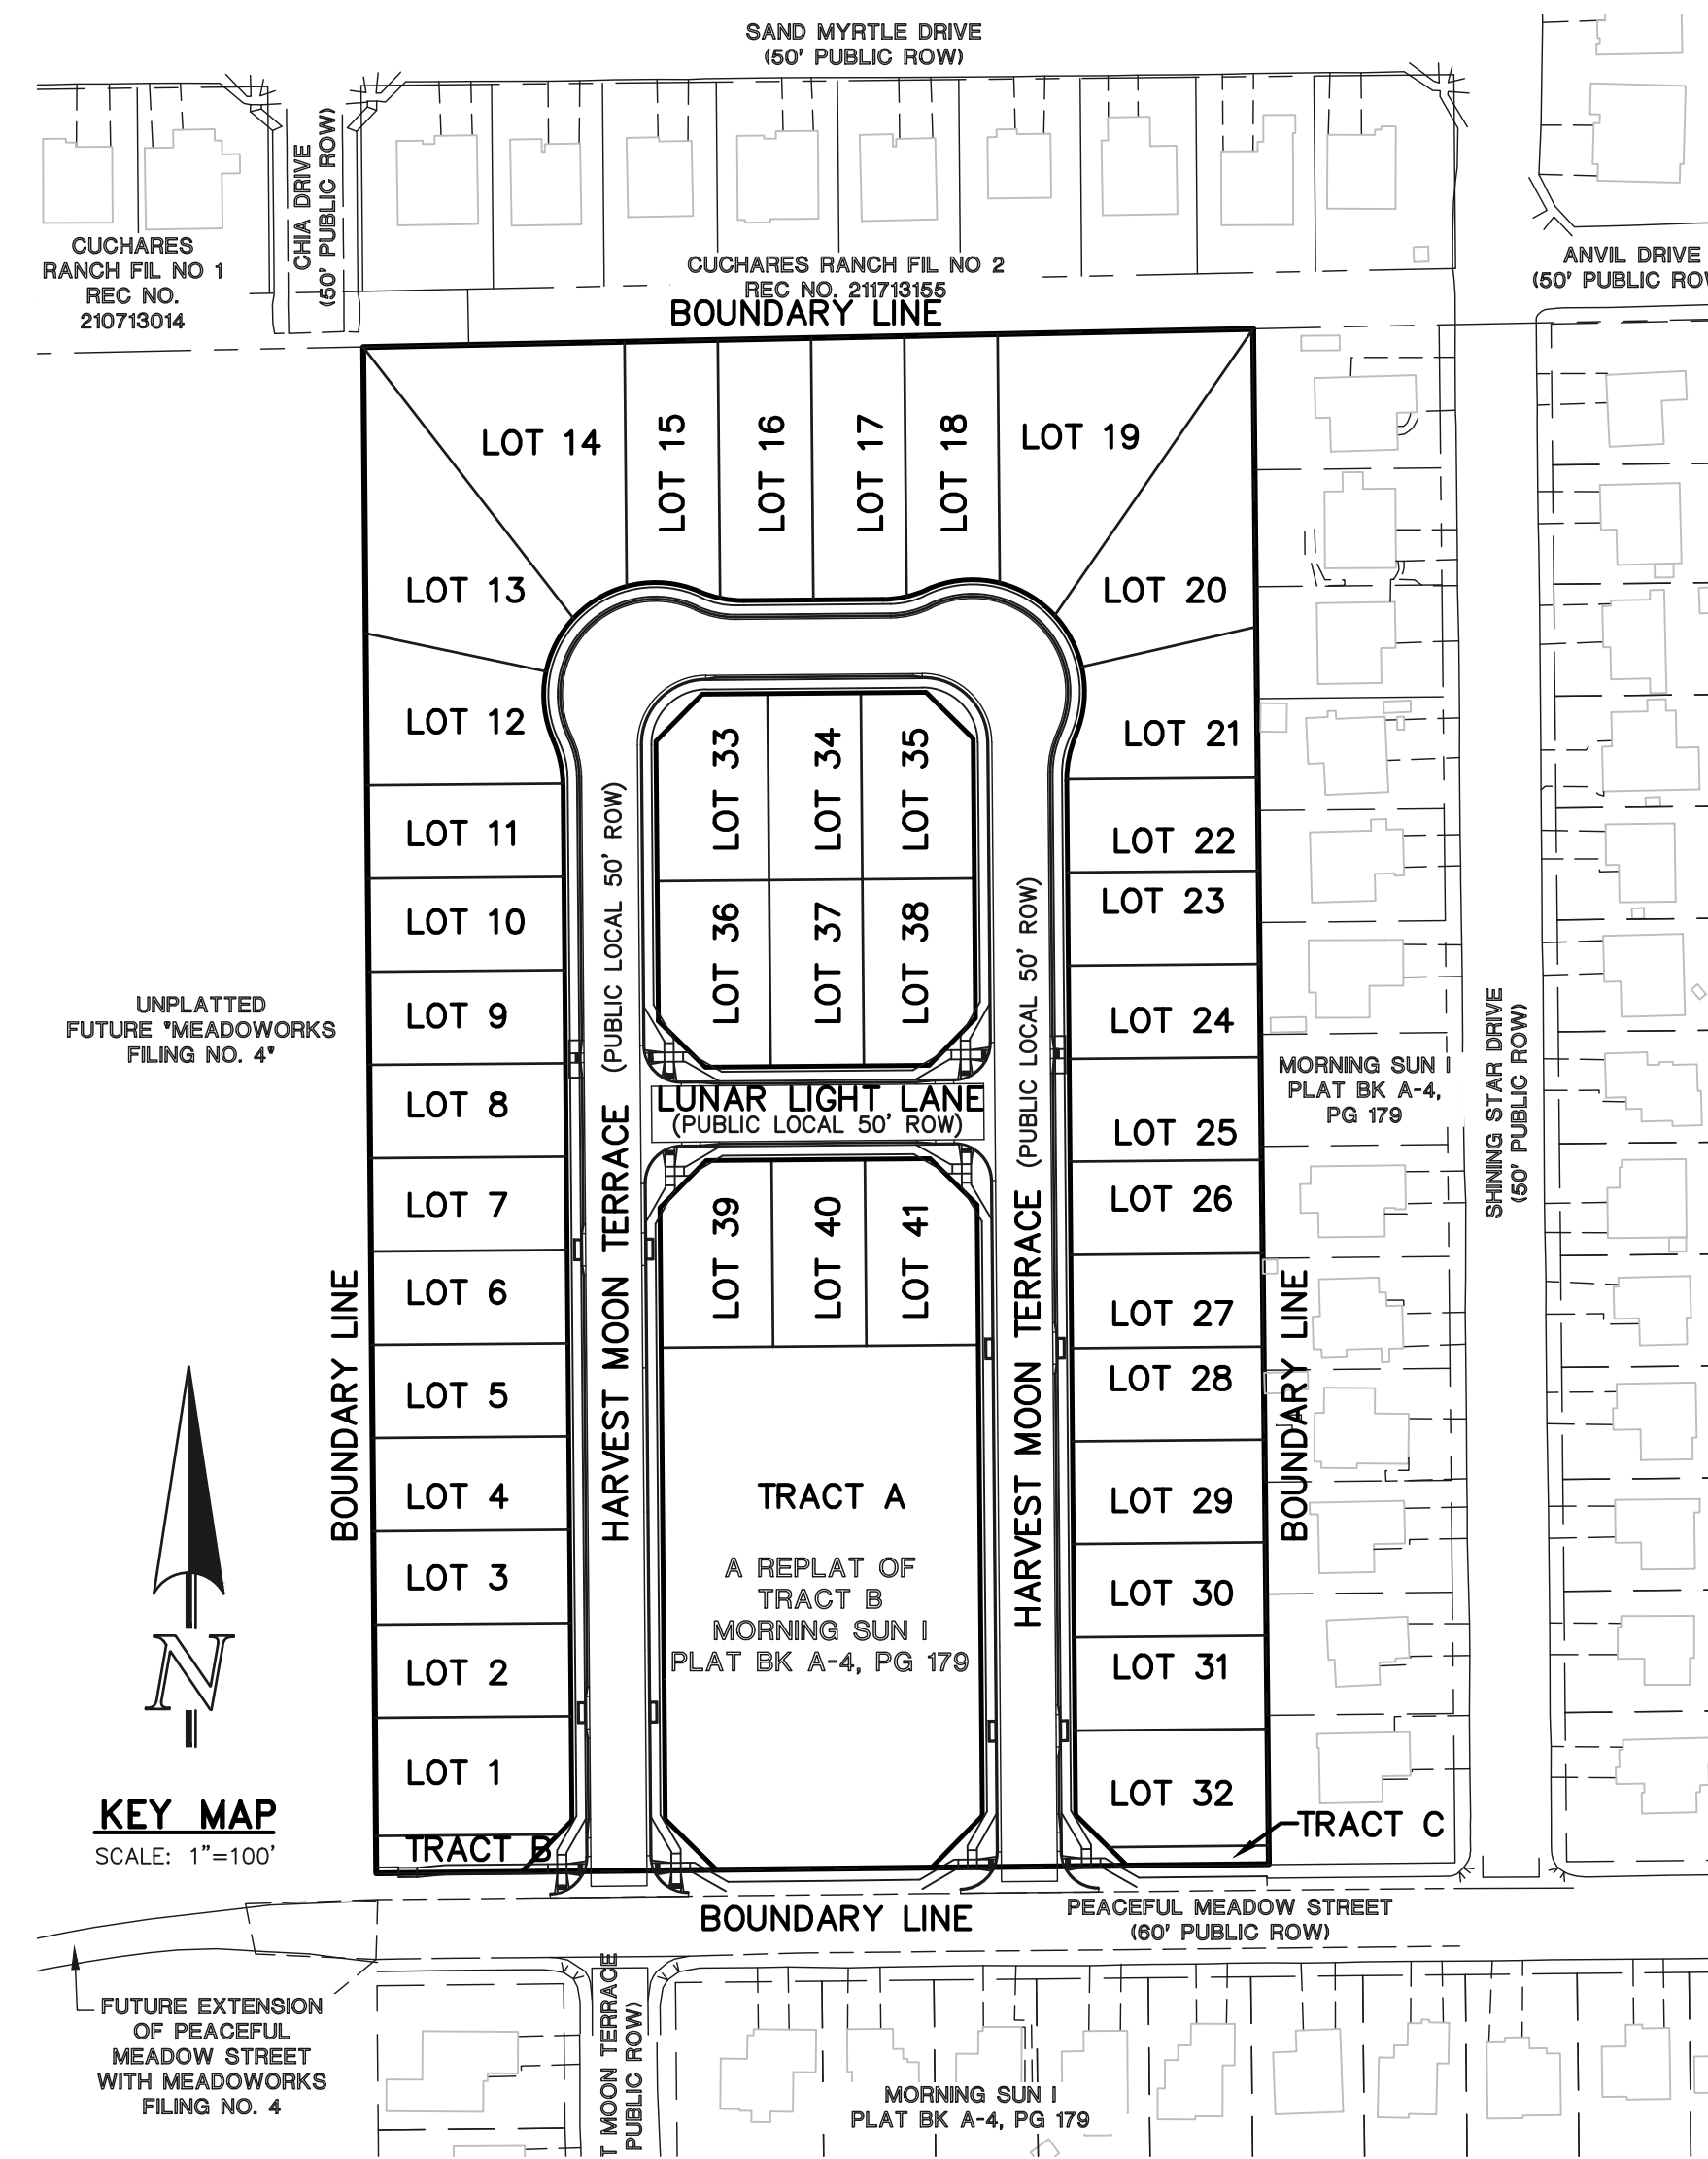 SAND MYRTLE DRIVE
(50' PUBLIC ROW)
CHIA DRIVE
(50' PUBLIC ROW)
CUCHARES
RANCH FIL NO 1
REC NO.
210713014
CUCHARES RANCH FIL NO 2
REC NO. 211713155
ANVIL DRIVE
(50' PUBLIC ROW
BOUNDARY LINE
LOT 14
LOT 15
LOT 16
LOT 17
LOT 18
LOT 19
LOT 13
LOT 20
LOT 12
LOT 21
LOT 33
LOT 34
LOT 35
LOT 11
LOT 22
LOT 10
LOT 23
LOT 36
LOT 37
LOT 38
LOT 9
LOT 24
UNPLATTED
FUTURE "MEADOWORKS
FILING NO. 4"
MORNING SUN I
PLAT BK A-4,
PG 179
SHINING STAR DRIVE
(50' PUBLIC ROW)
LUNAR LIGHT LANE
(PUBLIC LOCAL 50' ROW)
LOT 8
LOT 25
LOT 7
LOT 26
HARVEST MOON TERRACE (PUBLIC LOCAL 50' ROW)
HARVEST MOON TERRACE (PUBLIC LOCAL 50' ROW)
LOT 39
LOT 40
LOT 41
LOT 6
LOT 27
BOUNDARY LINE
BOUNDARY LINE
LOT 5
LOT 28
LOT 4
LOT 29
TRACT A
A REPLAT OF
TRACT B
MORNING SUN I
PLAT BK A-4, PG 179
LOT 3
LOT 30
LOT 2
LOT 31
N
LOT 1
LOT 32
KEY MAP
SCALE: 1"=100'
TRACT B
TRACT C
BOUNDARY LINE
PEACEFUL MEADOW STREET
(60' PUBLIC ROW)
T MOON TERRACE
PUBLIC ROW)
FUTURE EXTENSION
OF PEACEFUL
MEADOW STREET
WITH MEADOWORKS
FILING NO. 4
MORNING SUN I
PLAT BK A-4, PG 179